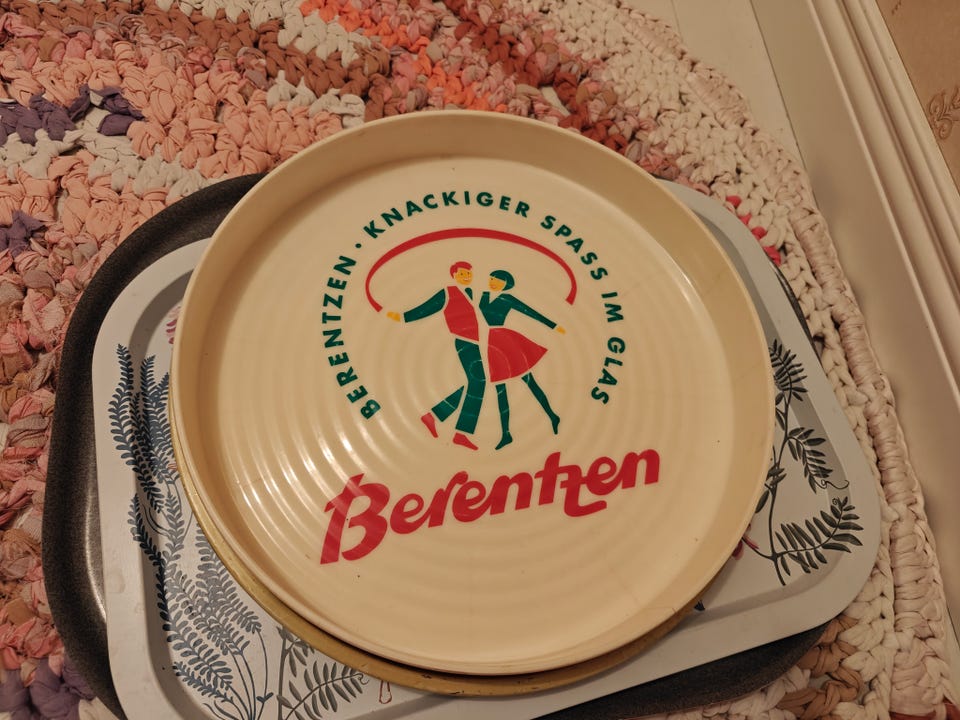 BERENTZEN · KNACKIGER SPASS IM GLAS
Berentzen